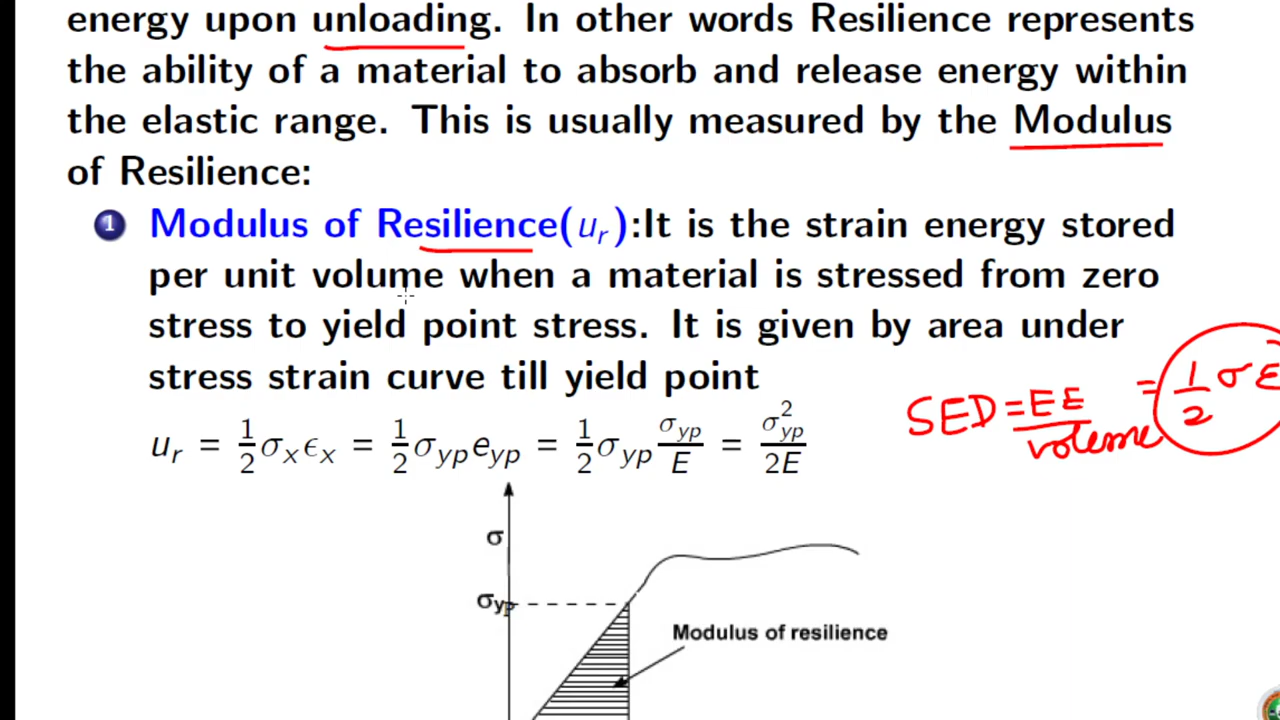 energy upon unloading. In other words Resilience represents
the ability of a material to absorb and release energy within
the elastic range. This is usually measured by the Modulus
of Resilience:
1 Modulus of Resilience(u_r):It is the strain energy stored
per unit volume when a material is stressed from zero
stress to yield point stress. It is given by area under
stress strain curve till yield point
SED = EE/volume = 1/2 σ ε
u_r = 1/2 σ_x ϵ_x = 1/2 σ_yp e_yp = 1/2 σ_yp σ_yp/E = σ_yp^2/2E
σ
σyp
Modulus of resilience